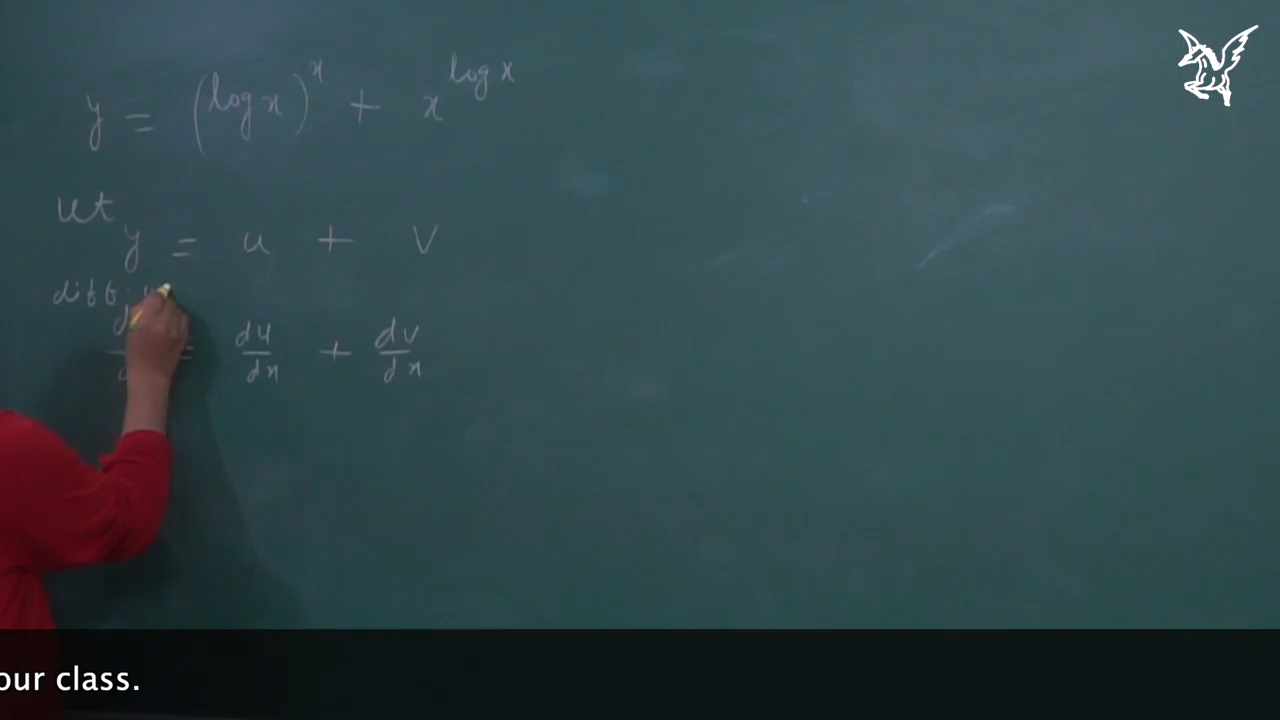 y = (log x)^x + x^log x
Let
y = u + v
diff.
d = du/dx + dv/dx
our class.